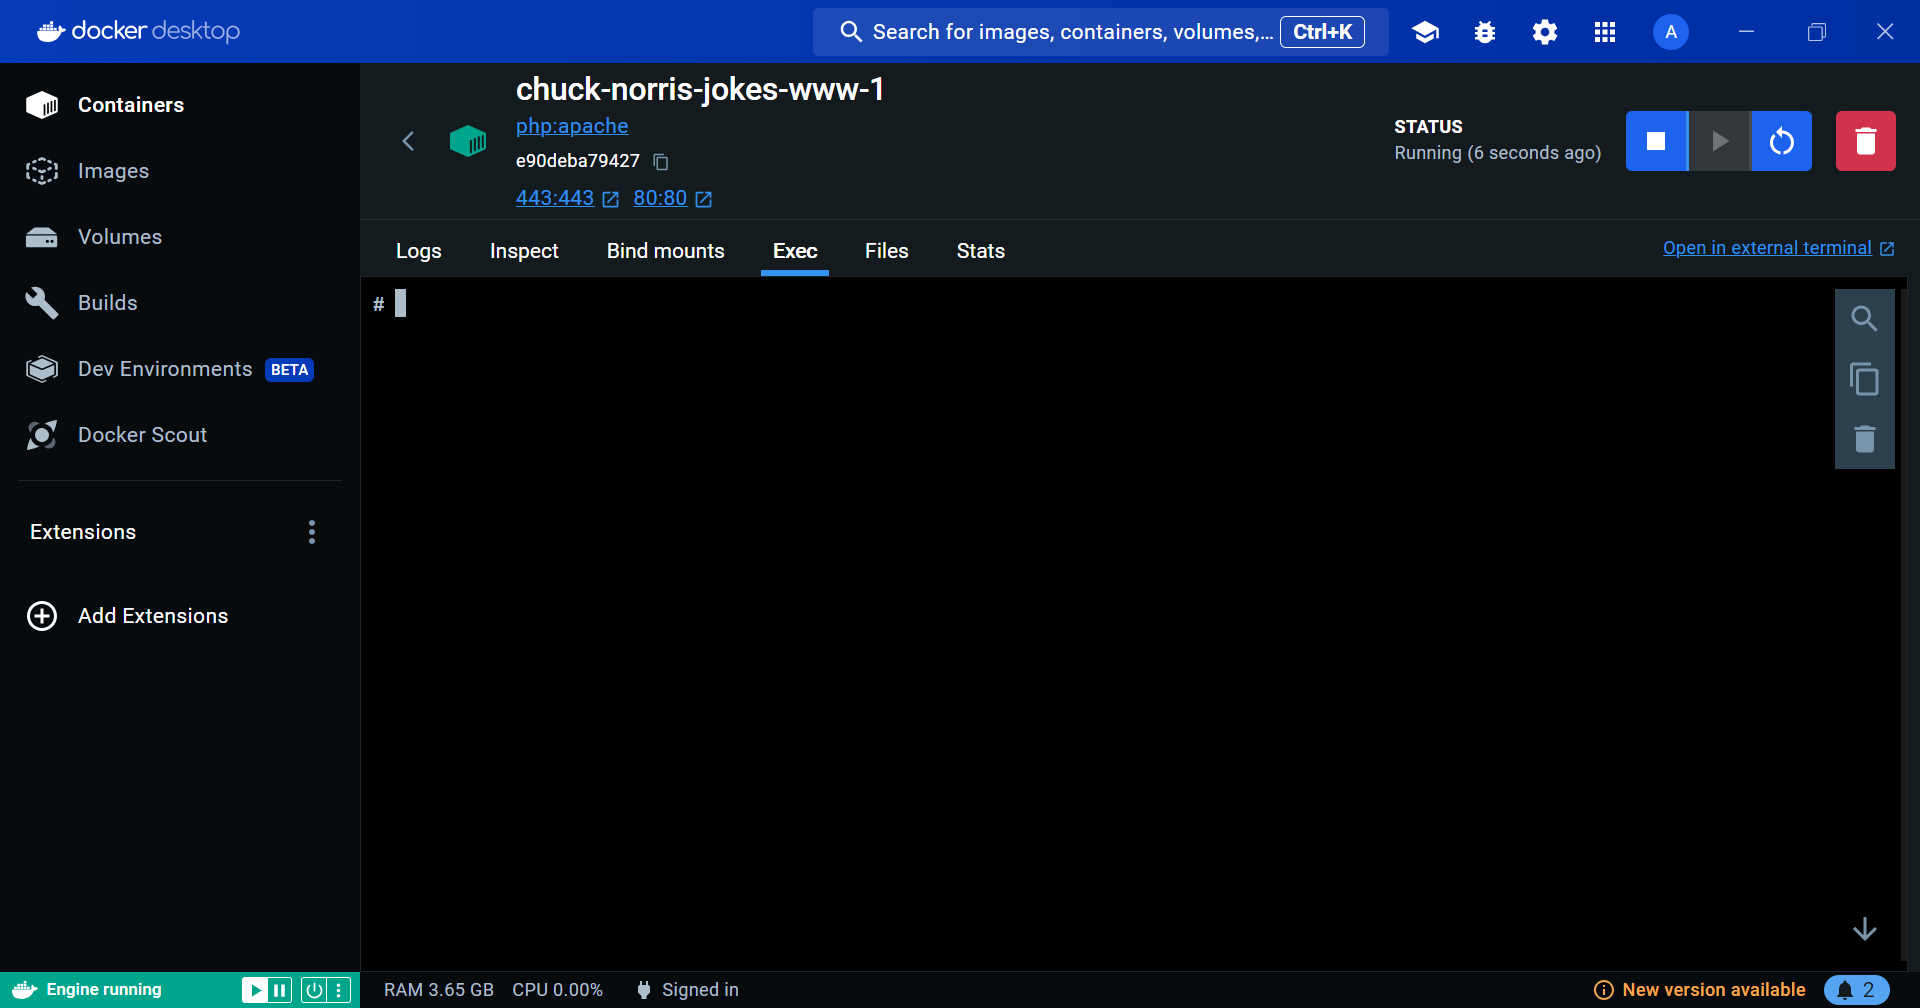 docker desktop
Search for images, containers, volumes,... Ctrl+K
A
Containers
Images
Volumes
Builds
Dev Environments BETA
Docker Scout
Extensions
Add Extensions
chuck-norris-jokes-www-1
php:apache
e90deba79427
443:443 80:80
STATUS
Running (6 seconds ago)
Logs Inspect Bind mounts Exec Files Stats
Open in external terminal
#
Engine running
RAM 3.65 GB CPU 0.00% Signed in
New version available 2